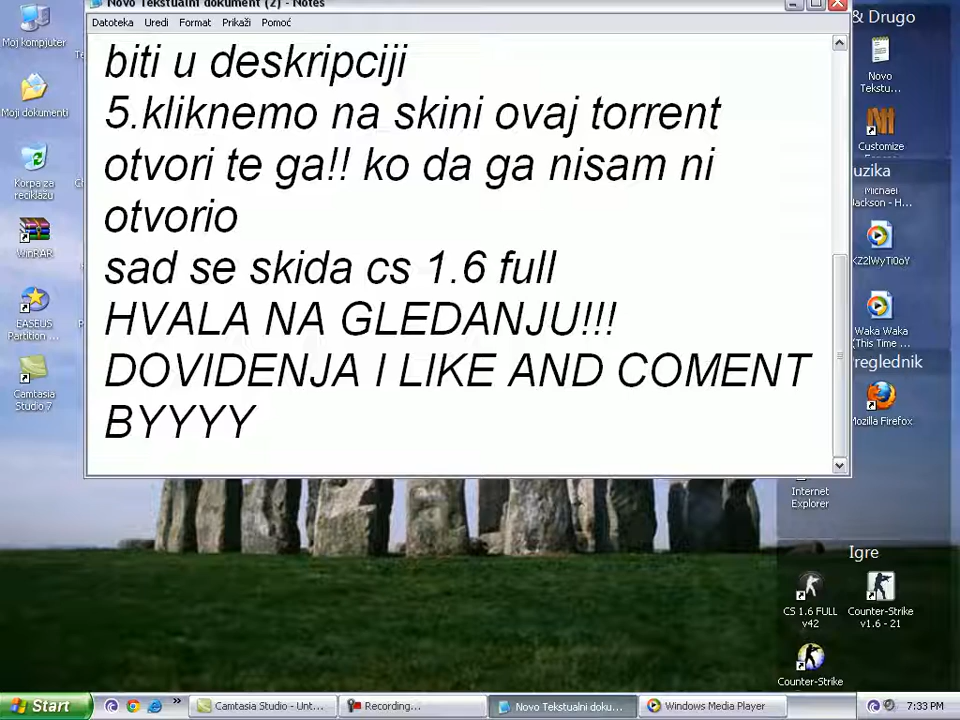 Novo Tekstualni dokument (2) - Notes
Datoteka Uredi Format Prikaži Pomoć
biti u deskripciji
5.kliknemo na skini ovaj torrent
otvori te ga!! ko da ga nisam ni
otvorio
sad se skida cs 1.6 full
HVALA NA GLEDANJU!!!
DOVIDENJA I LIKE AND COMENT
BYYYY
Moj kompjuter
Moji dokumenti
Korpa za
reciklažu
WinRAR
EASEUS
Partition ...
Camtasia
Studio 7
& Drugo
Novo
Tekstu...
Customize
uzika
Michael
Jackson - H...
KZ2lWyTi0oY
Waka Waka
(This Time ...
reglednik
Mozilla Firefox
Internet
Explorer
Igre
CS 1.6 FULL
v42
Counter-Strike
v1.6 - 21
Counter-Strike
Start
Camtasia Studio - Unt...
Recording...
Novo Tekstualni doku...
Windows Media Player
7:33 PM